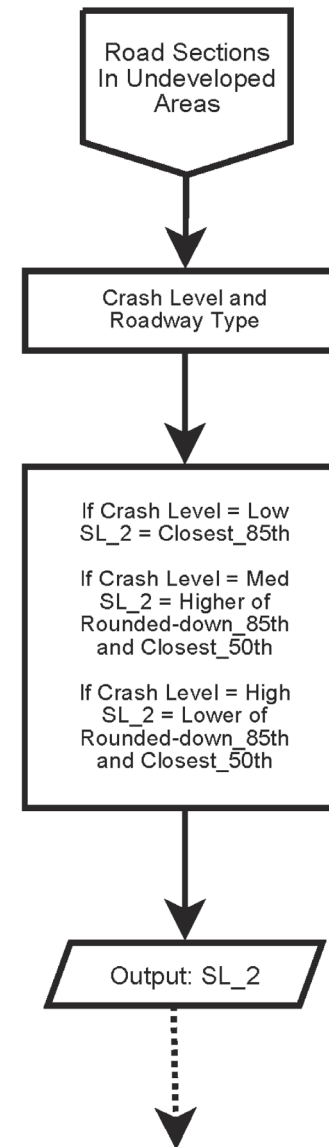 Road Sections
In Undeveloped
Areas
Crash Level and
Roadway Type
If Crash Level = Low
SL_2 = Closest_85th
If Crash Level = Med
SL_2 = Higher of
Rounded-down_85th
and Closest_50th
If Crash Level = High
SL_2 = Lower of
Rounded-down_85th
and Closest_50th
Output: SL_2